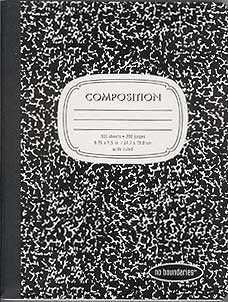 COMPOSITION
100 sheets • 200 pages
9.75 x 7.5 in. / 24.7 x 19.0 cm
wide ruled
no boundaries®